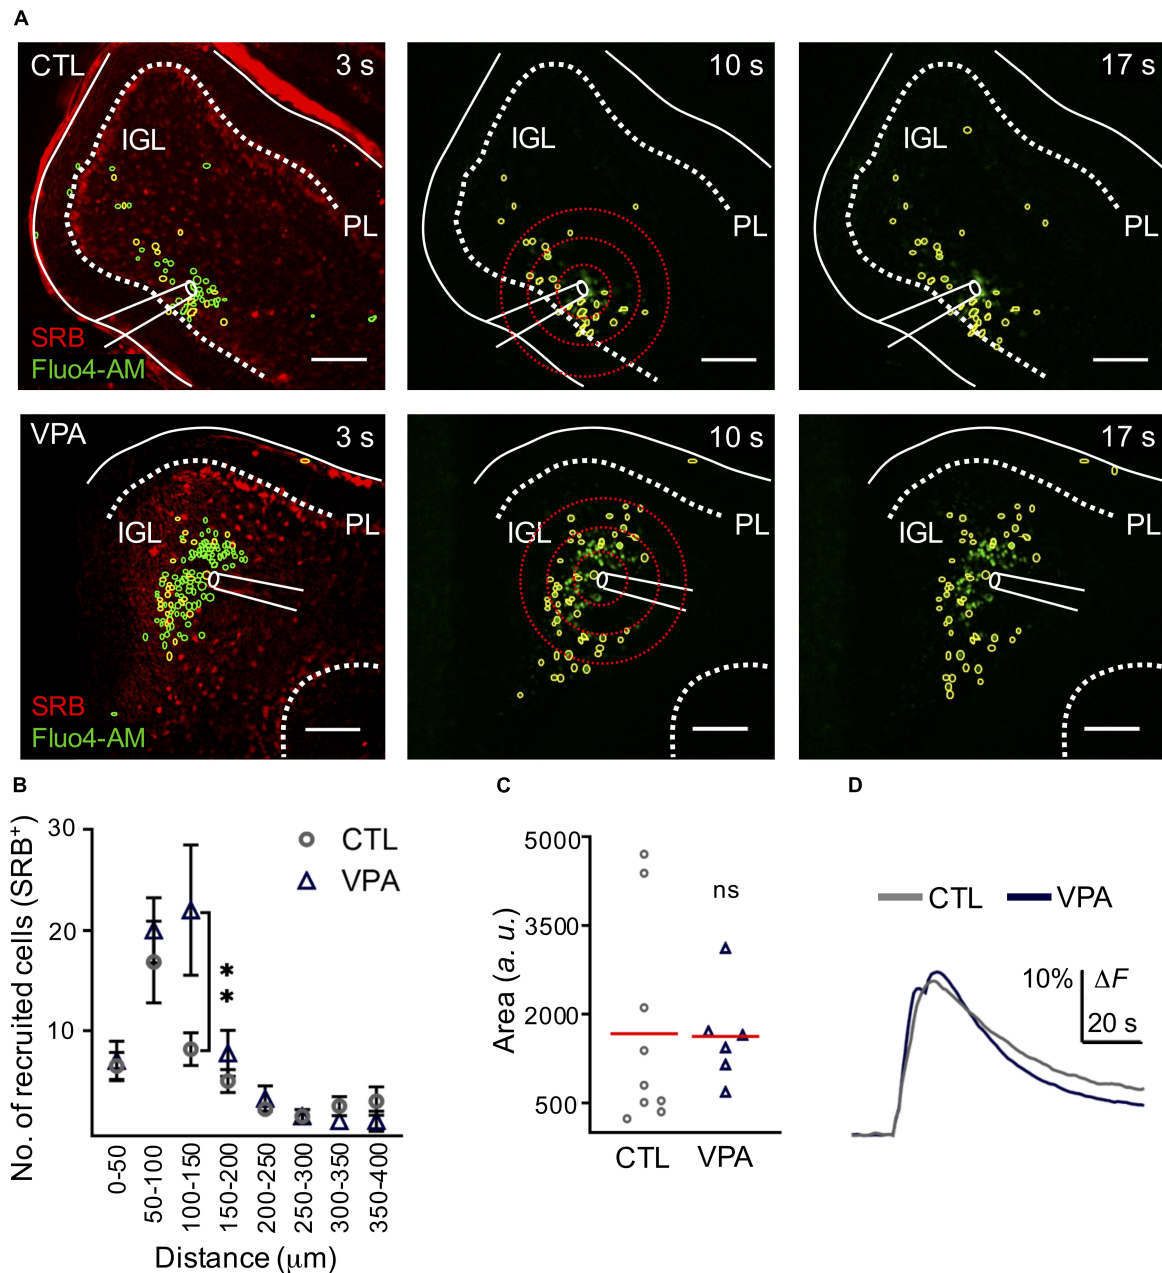 A
CTL 3 s
IGL
PL
SRB
Fluo4-AM
10 s
IGL
PL
17 s
IGL
PL
VPA 3 s
IGL
PL
SRB
Fluo4-AM
10 s
IGL
PL
17 s
IGL
PL
B
No. of recruited cells (SRB⁺)
30
20
10
CTL
VPA
**
0-50
50-100
100-150
150-200
200-250
250-300
300-350
350-400
Distance (μm)
C
Area (a. u.)
5000
3500
2000
500
ns
CTL VPA
D
CTL VPA
10% ΔF
20 s